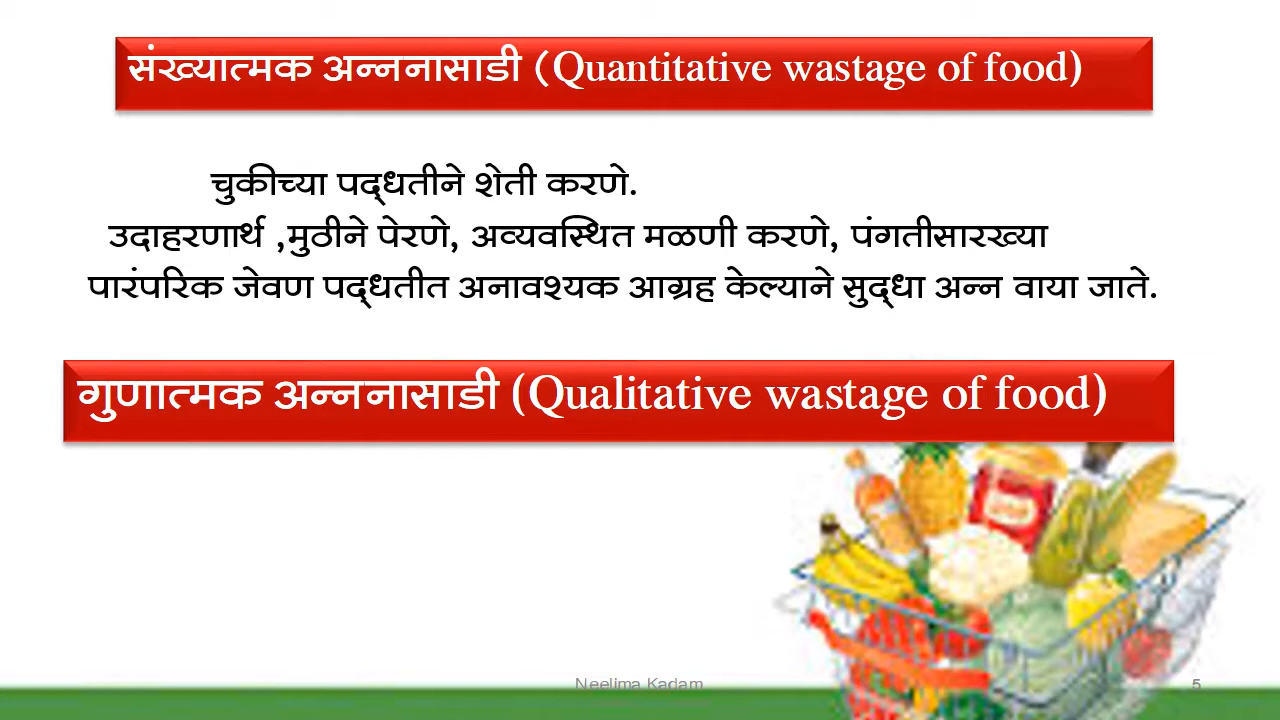 संख्यात्मक अन्ननासाडी (Quantitative wastage of food)
चुकीच्या पद्धतीने शेती करणे.
उदाहरणार्थ ,मुठीने पेरणे, अव्यवस्थित मळणी करणे, पंगतीसारख्या
पारंपरिक जेवण पद्धतीत अनावश्यक आग्रह केल्याने सुद्धा अन्न वाया जाते.
गुणात्मक अन्ननासाडी (Qualitative wastage of food)
Neelima Kadam
5